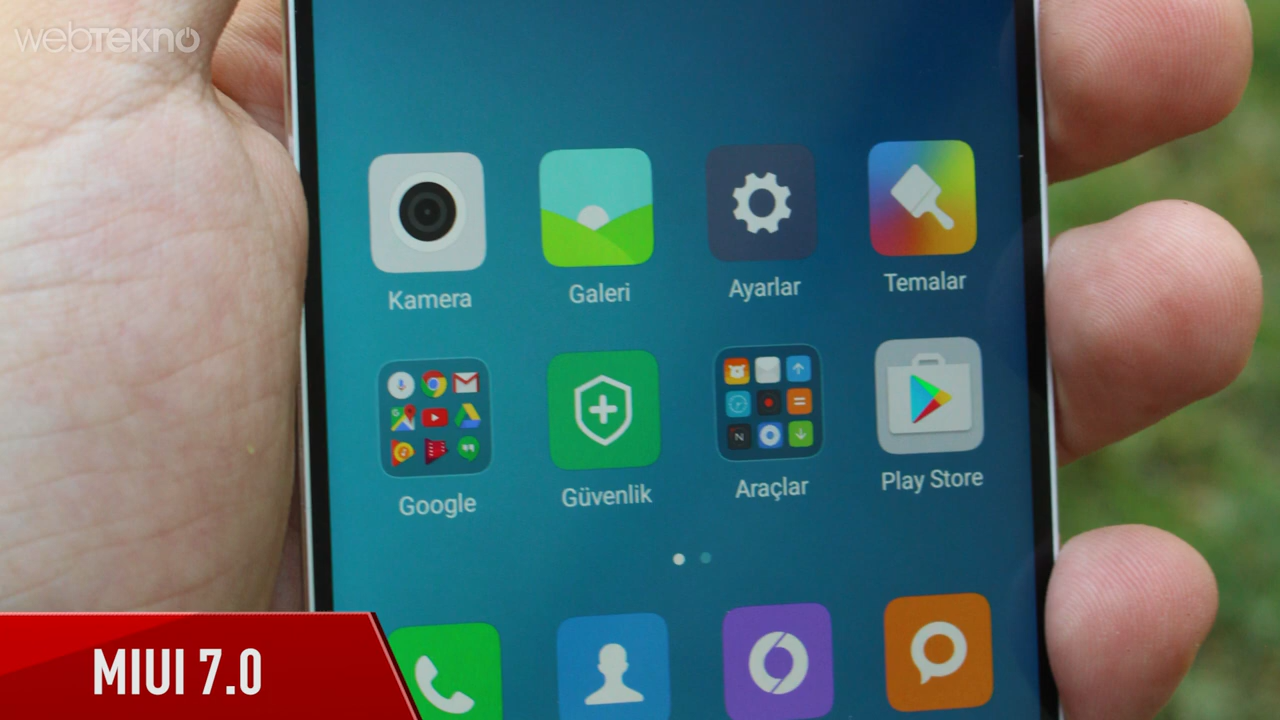 webTEKNO
Kamera
Galeri
Ayarlar
Temalar
Google
Güvenlik
Araçlar
Play Store
MIUI 7.0